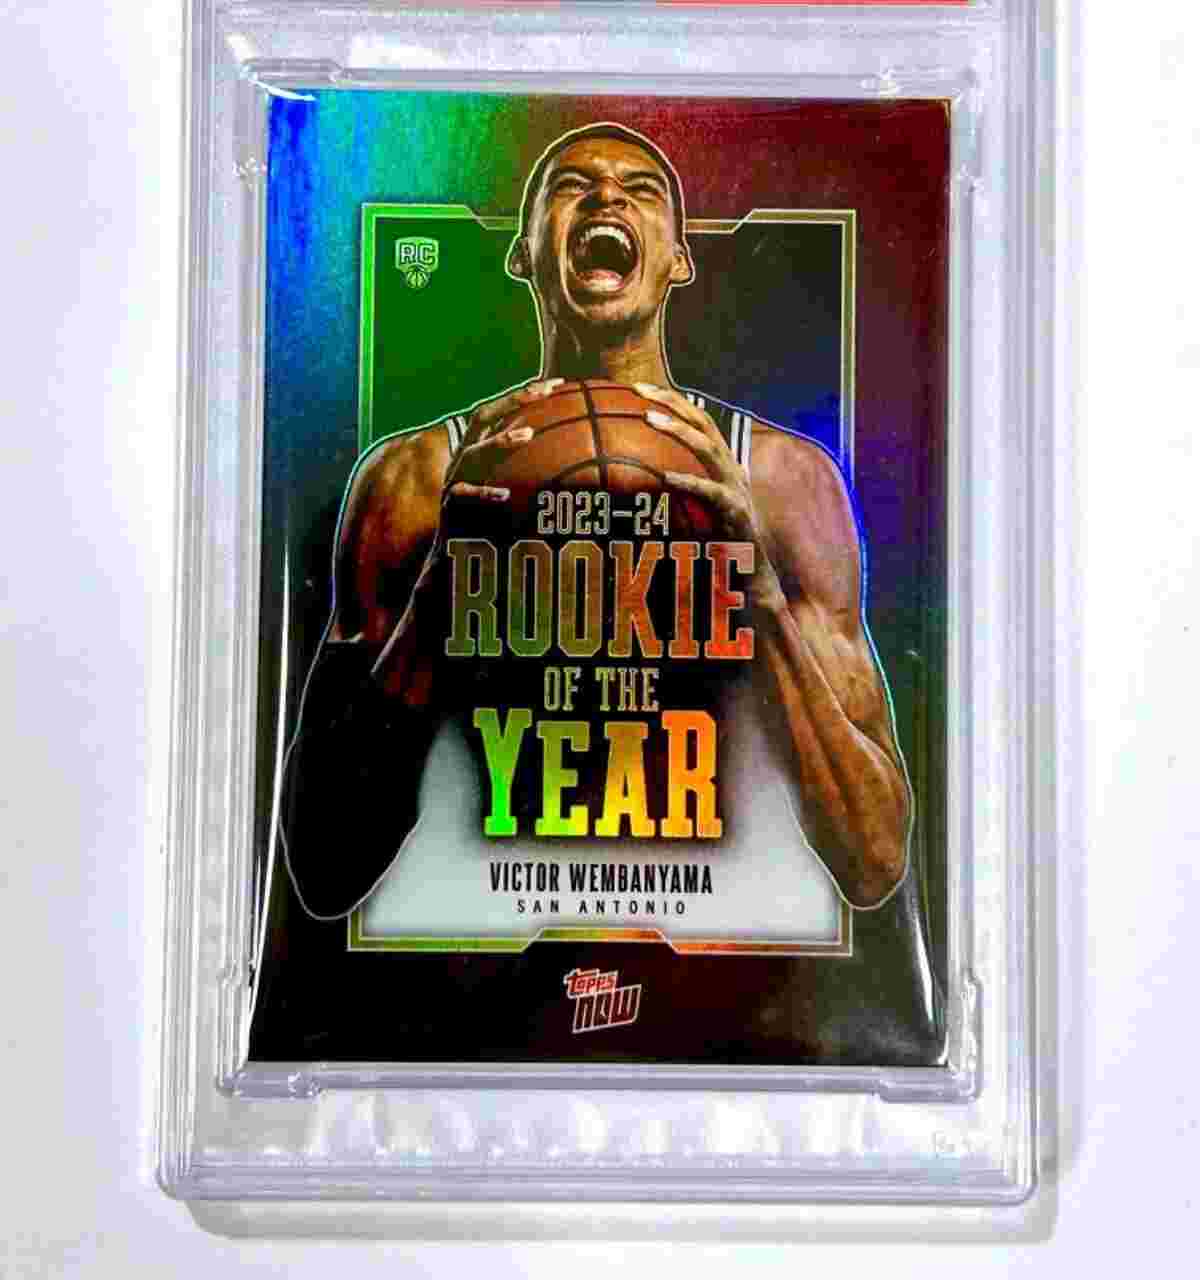 RC
2023-24
ROOKIE
OF THE
YEAR
VICTOR WEMBANYAMA
SAN ANTONIO
topps
NOW